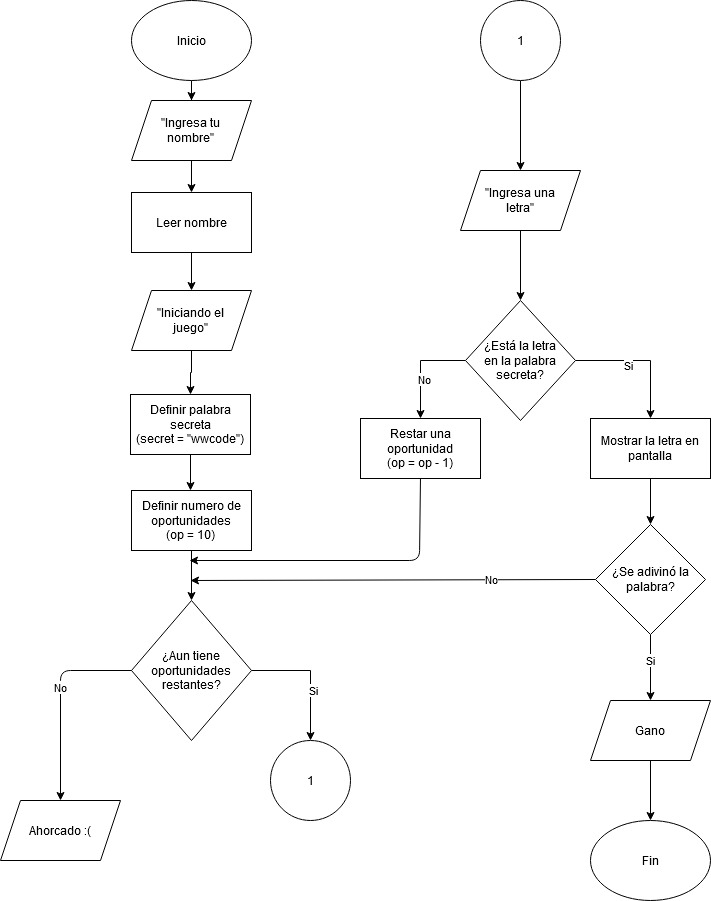 Inicio
"Ingresa tu
nombre"
Leer nombre
"Iniciando el
juego"
Definir palabra
secreta
(secret = "wwcode")
Definir numero de
oportunidades
(op = 10)
¿Aun tiene
oportunidades
restantes?
No
Si
Ahorcado :(
1
1
"Ingresa una
letra"
¿Está la letra
en la palabra
secreta?
No
Si
Restar una
oportunidad
(op = op - 1)
Mostrar la letra en
pantalla
¿Se adivinó la
palabra?
No
Si
Gano
Fin